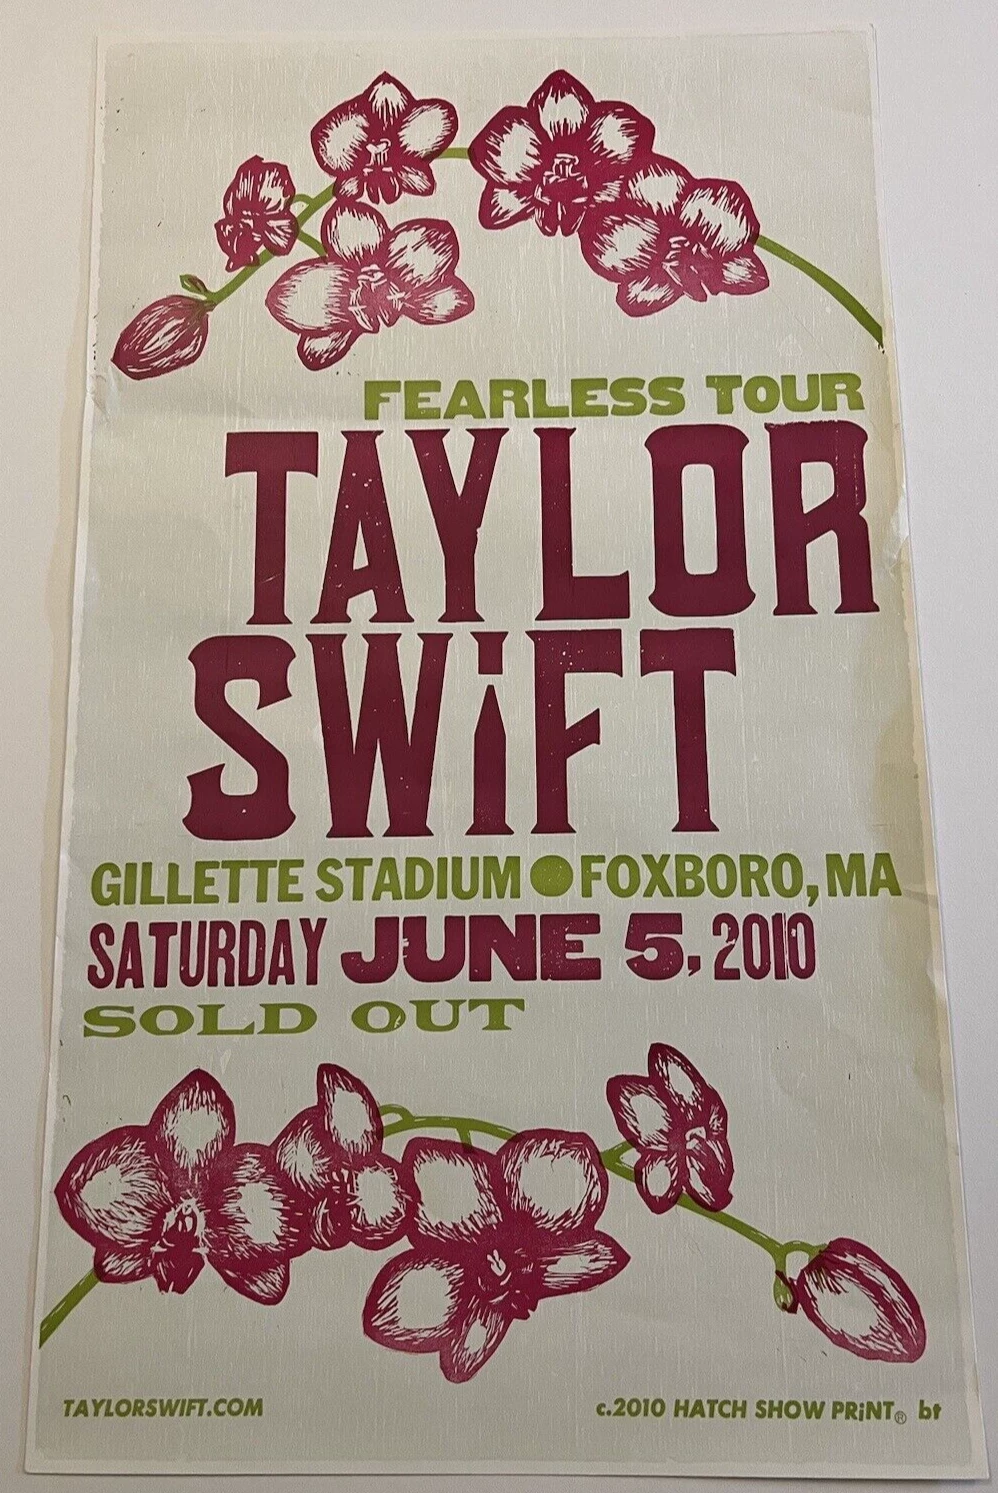 FEARLESS TOUR
TAYLOR
SWiFT
GILLETTE STADIUM ● FOXBORO, MA
SATURDAY JUNE 5, 2010
SOLD OUT
TAYLORSWIFT.COM
c.2010 HATCH SHOW PRiNT® bt